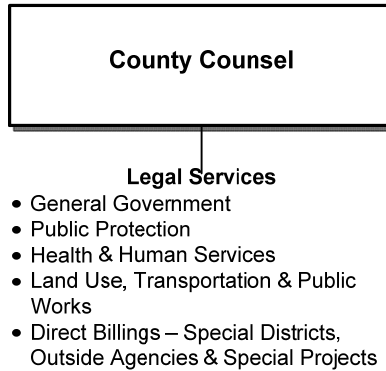 County Counsel
Legal Services
• General Government
• Public Protection
• Health & Human Services
• Land Use, Transportation & Public
Works
• Direct Billings – Special Districts,
Outside Agencies & Special Projects